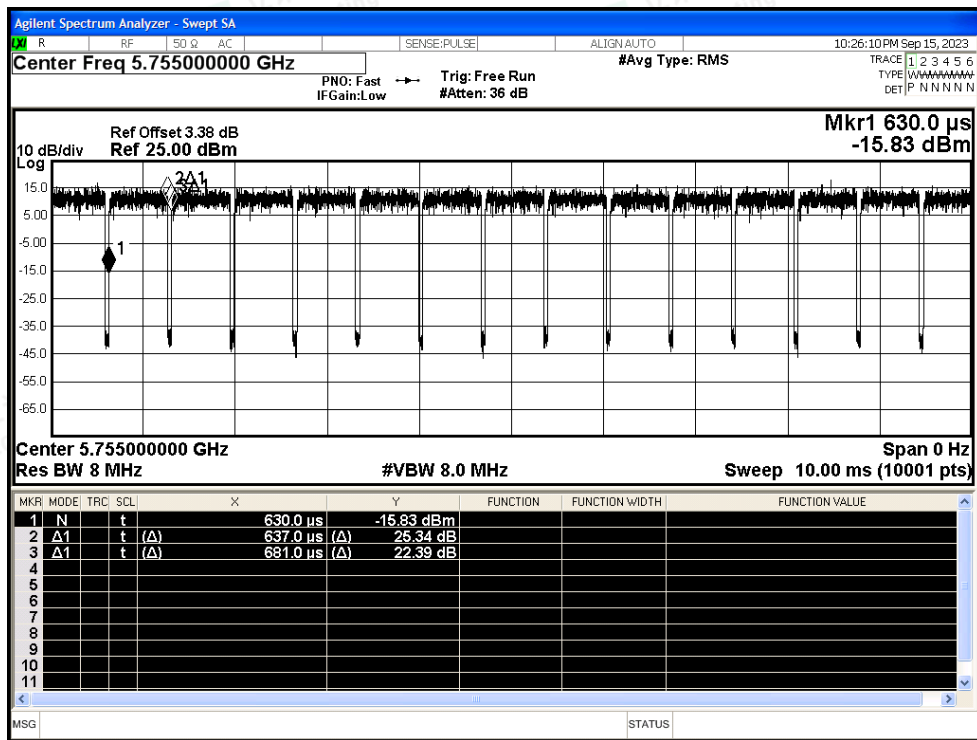 Agilent Spectrum Analyzer - Swept SA
LXI R RF 50 Ω AC SENSE:PULSE ALIGN AUTO 10:26:10 PM Sep 15, 2023
Center Freq 5.755000000 GHz
PNO: Fast
IFGain:Low
Trig: Free Run
#Atten: 36 dB
#Avg Type: RMS
TRACE 1 2 3 4 5 6
TYPE
DET P N N N N N
Mkr1 630.0 µs
-15.83 dBm
Ref Offset 3.38 dB
10 dB/div Ref 25.00 dBm
Log
15.0
5.00
-5.00
-15.0
-25.0
-35.0
-45.0
-55.0
-65.0
2Δ1
1
Center 5.755000000 GHz Span 0 Hz
Res BW 8 MHz #VBW 8.0 MHz Sweep 10.00 ms (10001 pts)
MKR MODE TRC SCL X Y FUNCTION FUNCTION WIDTH FUNCTION VALUE
1 N t 630.0 µs -15.83 dBm
2 Δ1 t (Δ) 637.0 µs (Δ) 25.34 dB
3 Δ1 t (Δ) 681.0 µs (Δ) 22.39 dB
4
5
6
7
8
9
10
11
MSG STATUS